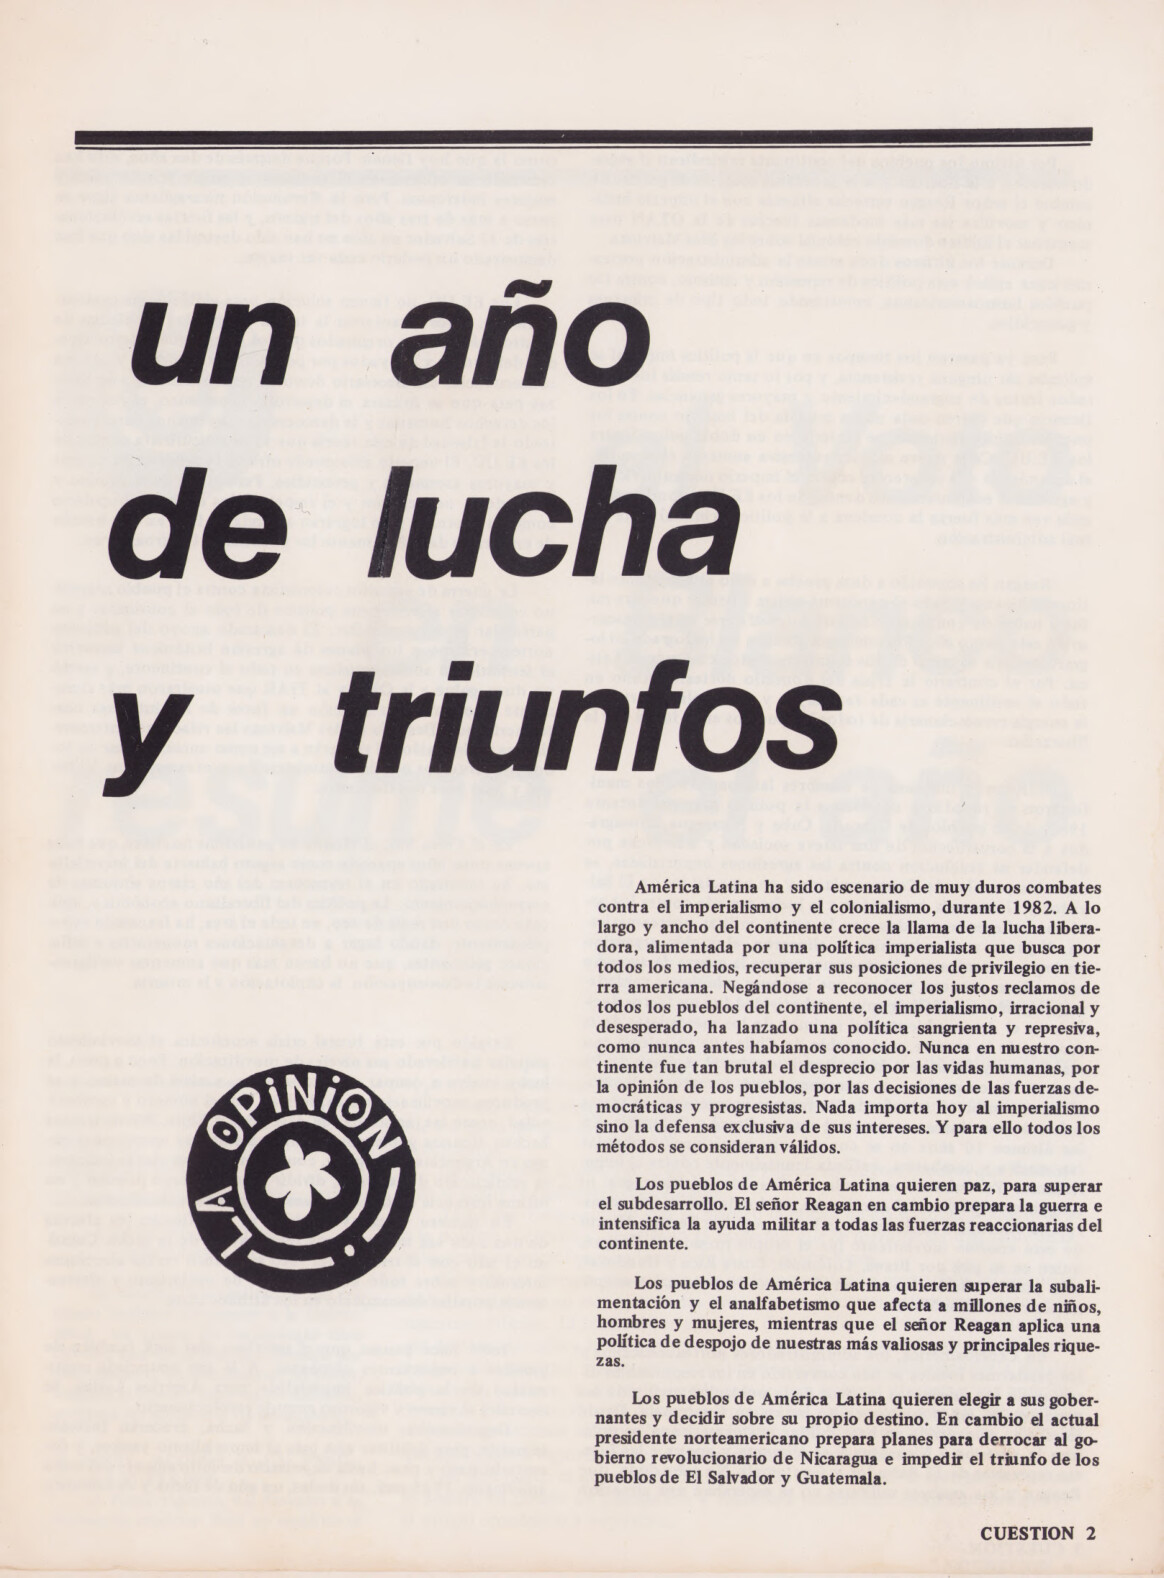 un año
de lucha
y triunfos
América Latina ha sido escenario de muy duros combates
contra el imperialismo y el colonialismo, durante 1982. A lo
largo y ancho del continente crece la llama de la lucha libera-
dora, alimentada por una política imperialista que busca por
todos los medios, recuperar sus posiciones de privilegio en tie-
rra americana. Negándose a reconocer los justos reclamos de
todos los pueblos del continente, el imperialismo, irracional y
desesperado, ha lanzado una política sangrienta y represiva,
como nunca antes habíamos conocido. Nunca en nuestro con-
tinente fue tan brutal el desprecio por las vidas humanas, por
la opinión de los pueblos, por las decisiones de las fuerzas de-
mocráticas y progresistas. Nada importa hoy al imperialismo
sino la defensa exclusiva de sus intereses. Y para ello todos los
métodos se consideran válidos.
Los pueblos de América Latina quieren paz, para superar
el subdesarrollo. El señor Reagan en cambio prepara la guerra e
intensifica la ayuda militar a todas las fuerzas reaccionarias del
continente.
Los pueblos de América Latina quieren superar la subali-
mentación y el analfabetismo que afecta a millones de niños,
hombres y mujeres, mientras que el señor Reagan aplica una
política de despojo de nuestras más valiosas y principales rique-
zas.
Los pueblos de América Latina quieren elegir a sus gober-
nantes y decidir sobre su propio destino. En cambio el actual
presidente norteamericano prepara planes para derrocar al go-
bierno revolucionario de Nicaragua e impedir el triunfo de los
pueblos de El Salvador y Guatemala.
LA OPINION
CUESTION 2